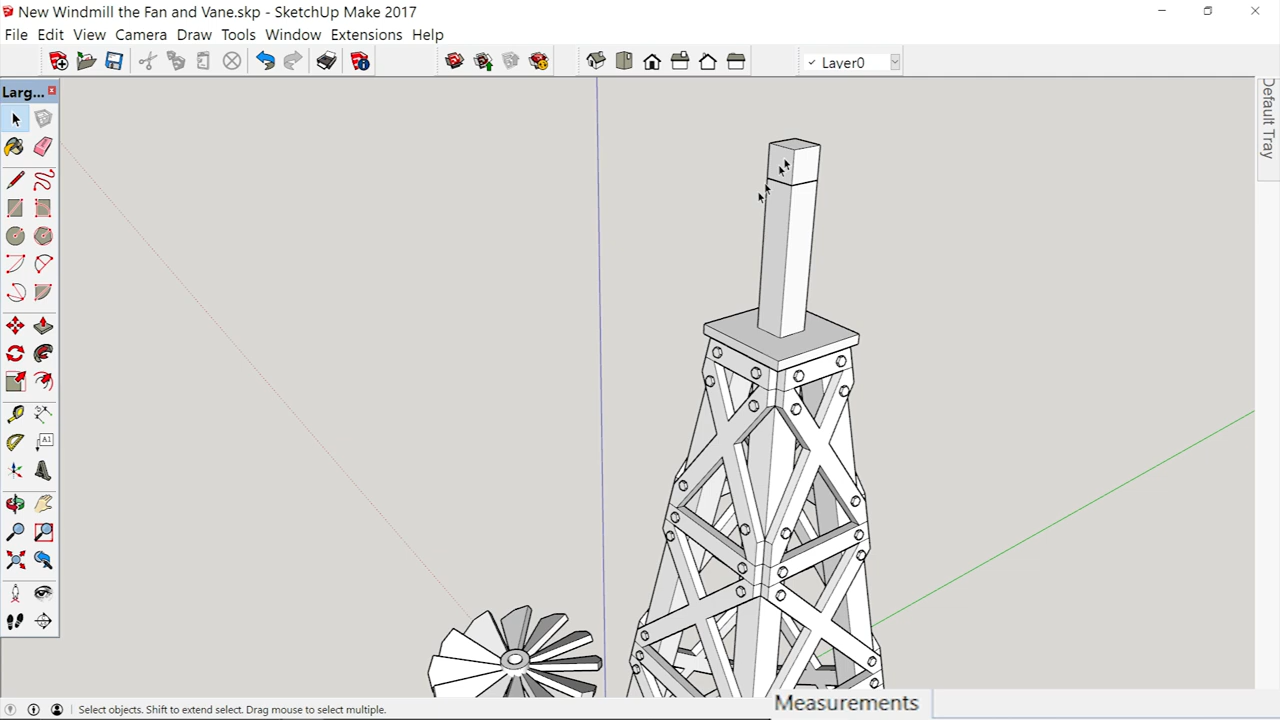 New Windmill the Fan and Vane.skp - SketchUp Make 2017
File Edit View Camera Draw Tools Window Extensions Help
✓ Layer0
Larg...
Default Tray
A1
Select objects. Shift to extend select. Drag mouse to select multiple.
Measurements